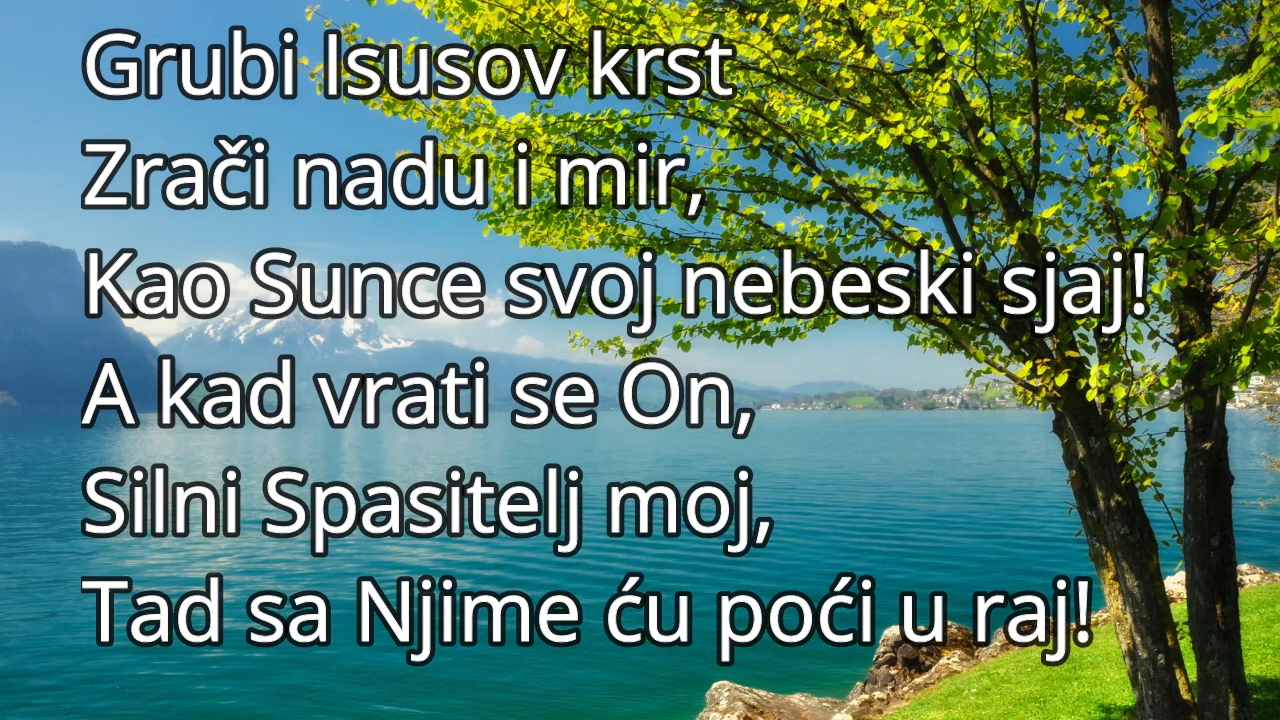 Grubi Isusov krst
Zrači nadu i mir,
Kao Sunce svoj nebeski sjaj!
A kad vrati se On,
Silni Spasitelj moj,
Tad sa Njime ću poći u raj!